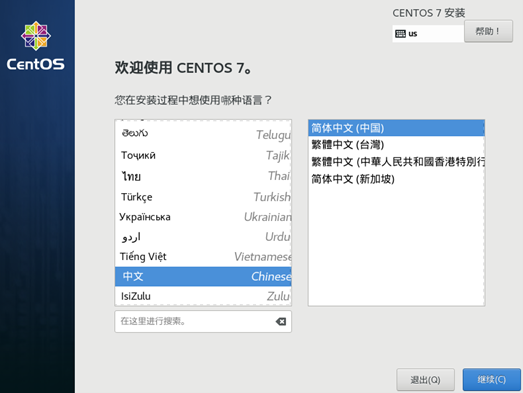 CentOS
CENTOS 7 安装
us
帮助！
欢迎使用 CENTOS 7。
您在安装过程中想使用哪种语言？
తెలుగు Telugu
Тоҷикӣ Tajik
ไทย Thai
Türkçe Turkish
Українська Ukrainian
اردو Urdu
Tiếng Việt Vietnamese
中文 Chinese
IsiZulu Zulu
简体中文 (中国)
繁體中文 (台灣)
繁體中文 (中華人民共和國香港特別行
简体中文 (新加坡)
在这里进行搜索。
退出(Q)
继续(C)